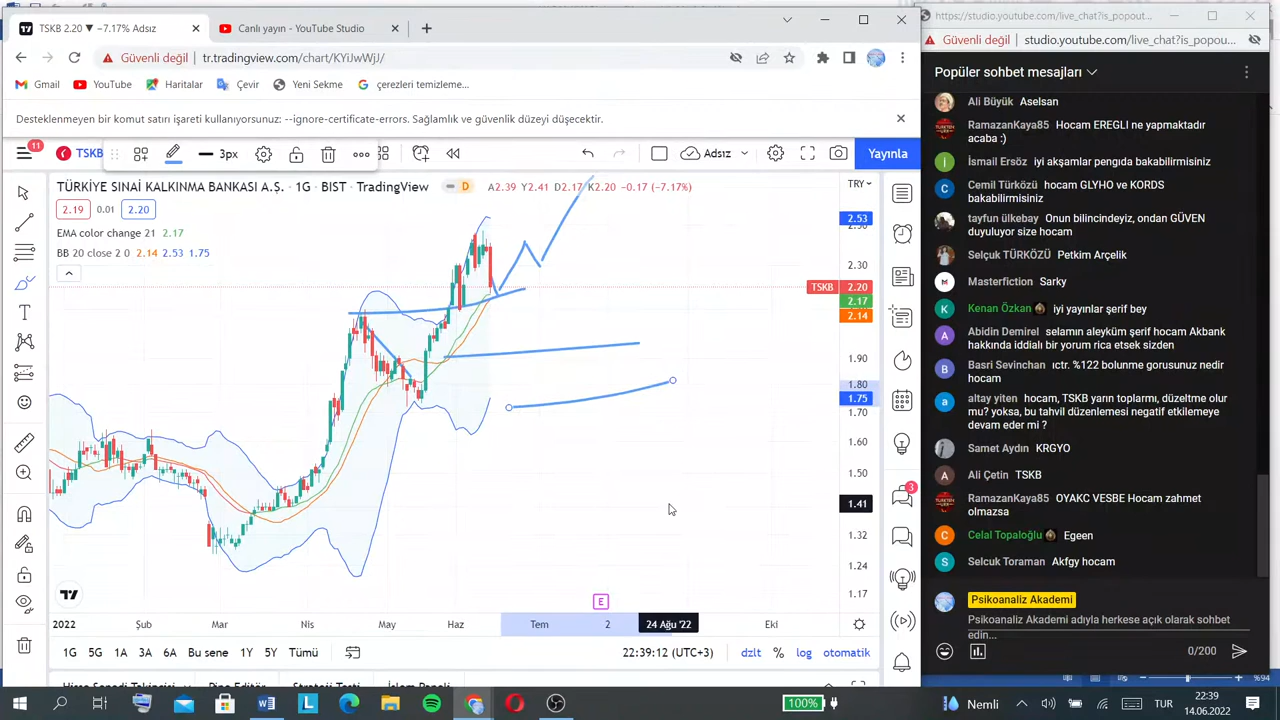 TSKB 2.20 ▼ −7.17% Adsız
Canlı yayın - YouTube Studio
Güvenli değil
tr.tradingview.com/chart/KYiJwWjJ/
Gmail
YouTube
Haritalar
Çevir
Yeni Sekme
çerezleri temizleme...
Desteklenmeyen bir komut satırı işareti kullanıyorsunuz: --ignore-certificate-errors. Sağlamlık ve güvenlik düzeyi düşecektir.
11
TSKB
3px
Adsız
Yayınla
TÜRKİYE SINAİ KALKINMA BANKASI A.Ş. · 1G · BIST · TradingView
D
A2.39 Y2.41 D2.17 K2.20 −0.17 (−7.17%)
TRY
2.19
0.01
2.20
EMA color change 21 2.17
BB 20 close 2 0 2.14 2.53 1.75
2.53
2.30
TSKB 2.20
2.17
2.14
1.90
1.80
1.75
1.70
1.60
1.50
1.41
1.32
1.24
1.17
3
E
2022
Şub
Mar
Nis
May
Haz
Tem
2
24 Ağu '22
Eki
1G
5G
1A
3A
6A
Bu sene
1Y
5Y
Tümü
22:39:12 (UTC+3)
dzlt
%
log
otomatik
https://studio.youtube.com/live_chat?is_popout...
Güvenli değil
studio.youtube.com/live_chat?is_popou...
Popüler sohbet mesajları
Ali Büyük Aselsan
RamazanKaya85 Hocam EREGLI ne yapmaktadır
acaba :)
İsmail Ersöz iyi akşamlar pengıda bakabilirmisiniz
Cemil Türközü hocam GLYHO ve KORDS
bakabilirmisiniz
tayfun ülkebay Onun bilincindeyiz, ondan GÜVEN
duyuluyor size hocam
Selçuk TÜRKÖZÜ Petkim Arçelik
Masterfiction Sarky
Kenan Özkan iyi yayınlar şerif bey
Abidin Demirel selamın aleyküm şerif hocam Akbank
hakkında iddialı bir yorum rica etsek sizden
Basri Sevinchan ıctr. %122 bolunme gorusunuz nedir
hocam
altay yiten hocam, TSKB yarın toplarmı, düzeltme olur
mu? yoksa, bu tahvil düzenlemesi negatif etkilemeye
devam eder mi ?
Samet Aydın KRGYO
Ali Çetin TSKB
RamazanKaya85 OYAKC VESBE Hocam zahmet
olmazsa
Celal Topaloğlu Egeen
Selcuk Toraman Akfgy hocam
Psikoanaliz Akademi
Psikoanaliz Akademi adıyla herkese açık olarak sohbet
edin...
0/200
%94
100%
Nemli
TUR
22:39
14.06.2022